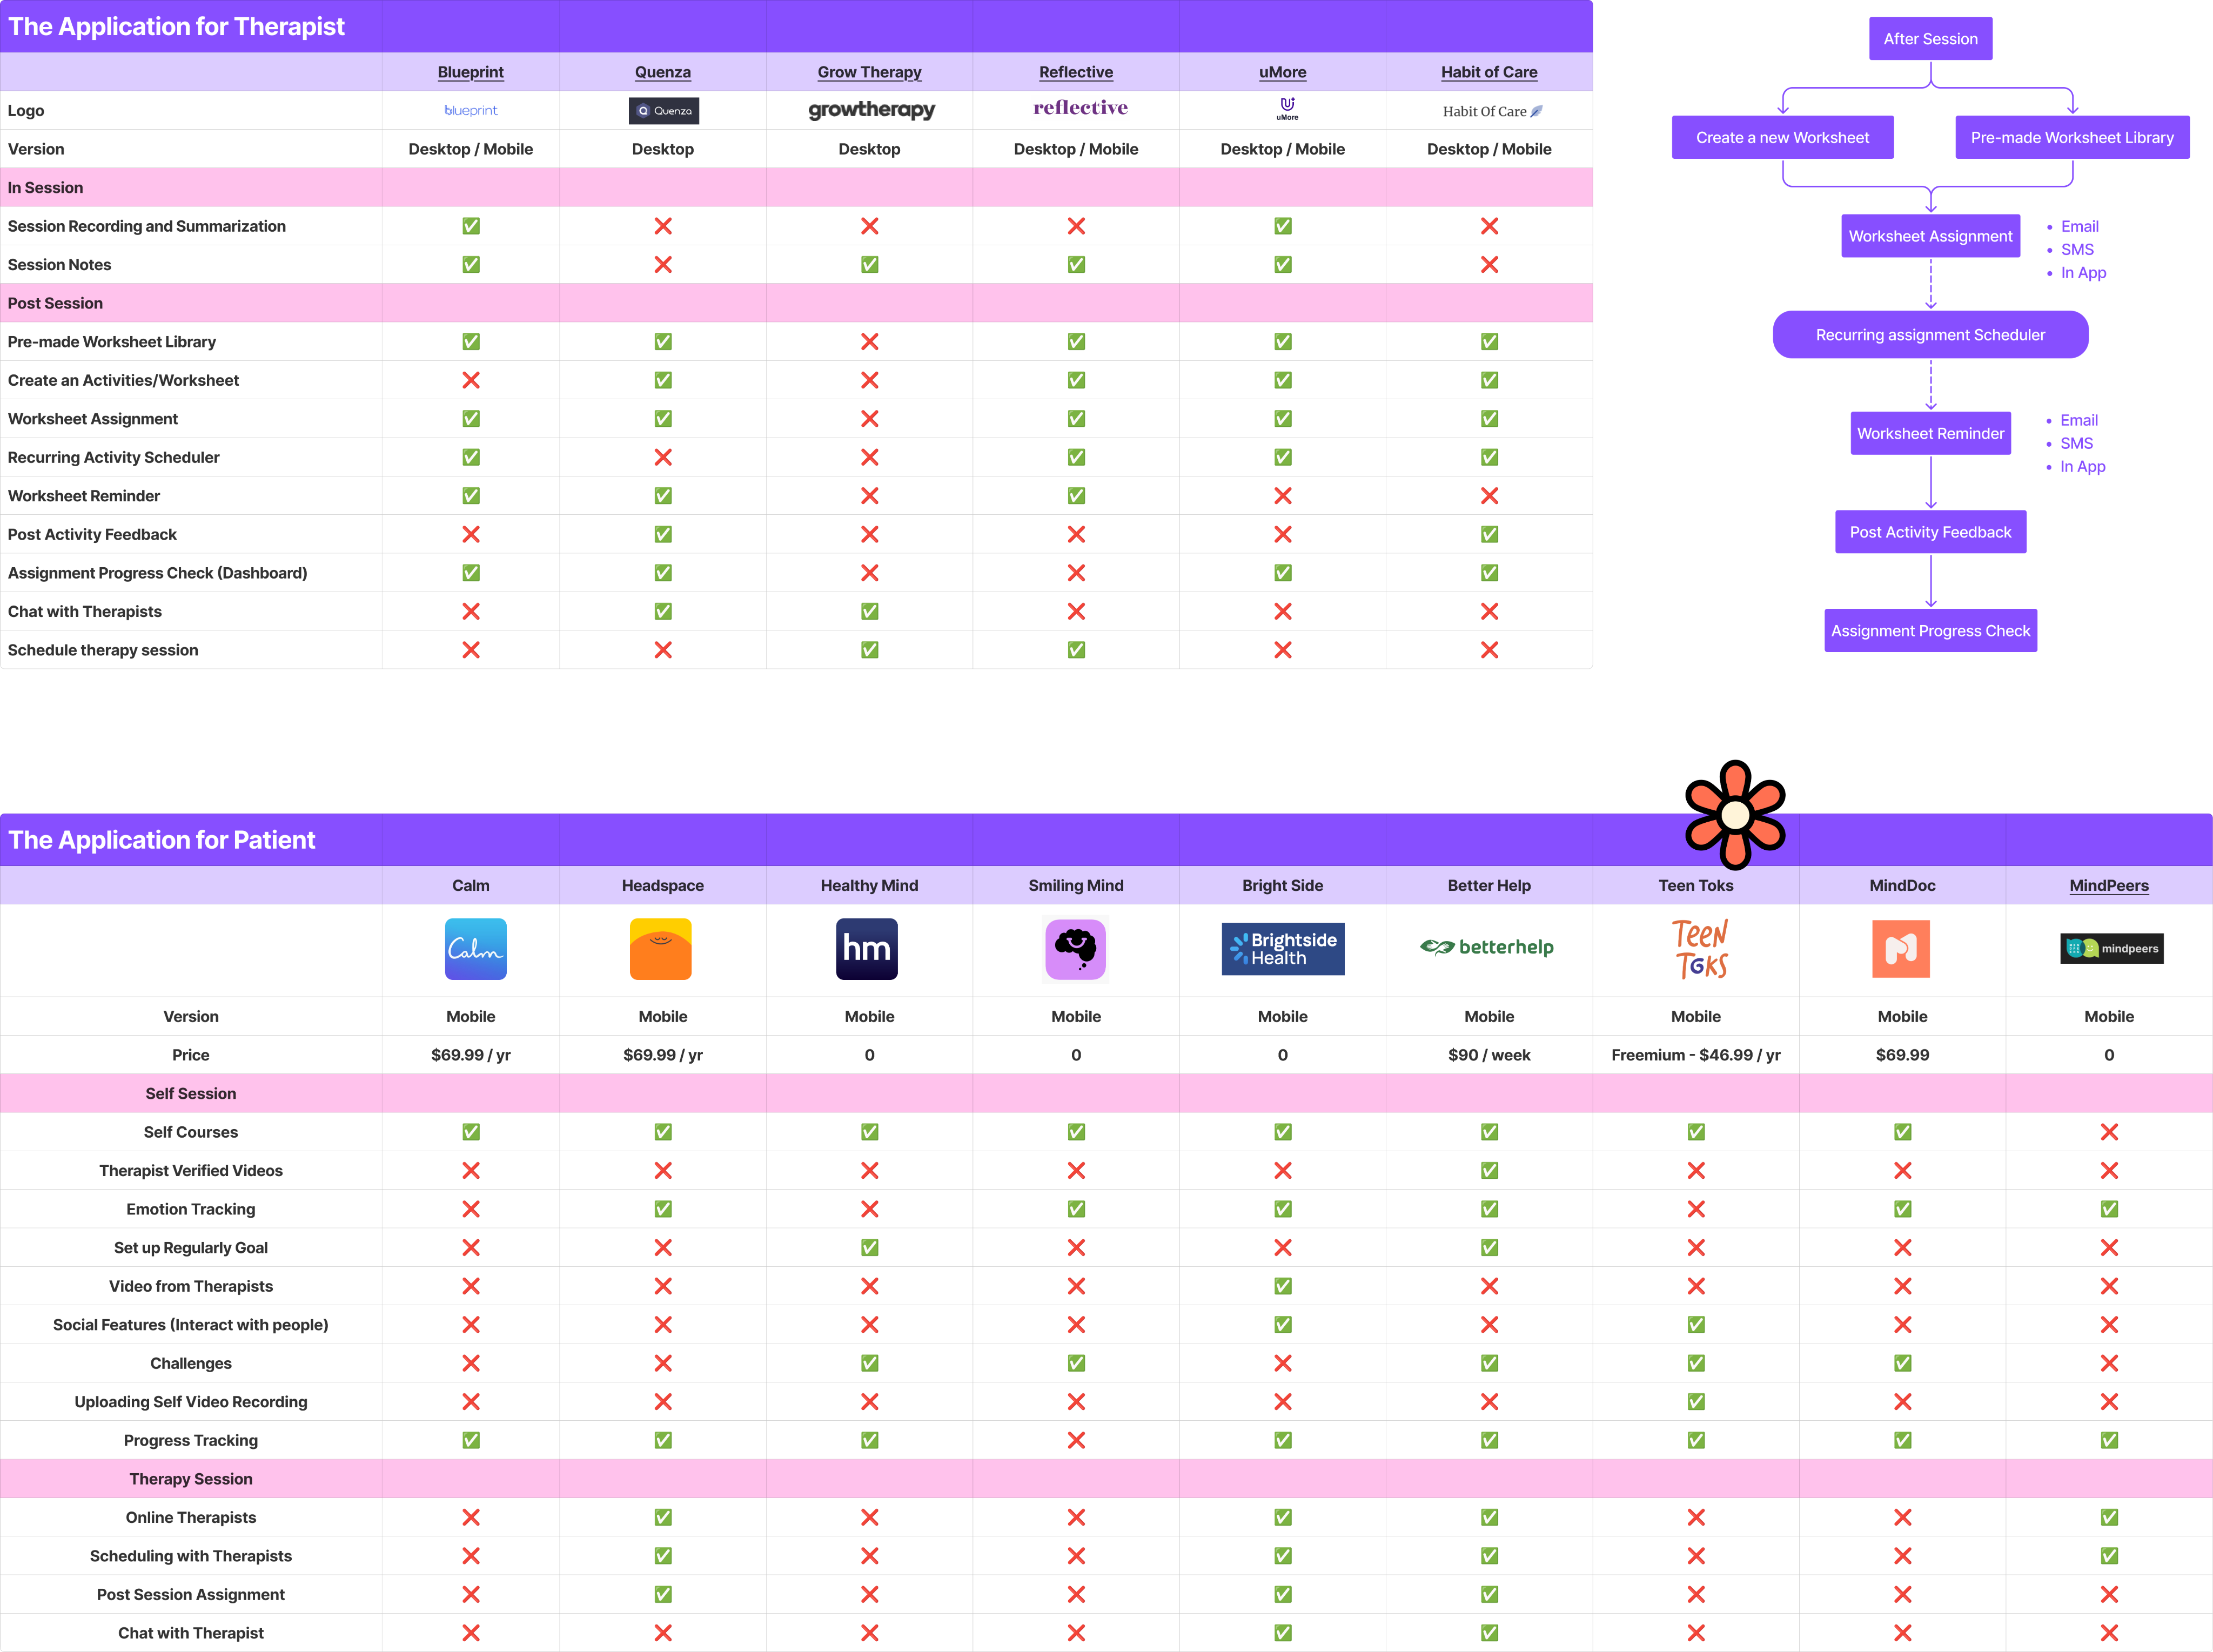 The Application for Therapist
Blueprint Quenza Grow Therapy Reflective uMore Habit of Care
Logo blueprint Quenza growtherapy reflective uMore Habit Of Care
Version Desktop / Mobile Desktop Desktop Desktop / Mobile Desktop / Mobile Desktop / Mobile
In Session
Session Recording and Summarization ✅ ❌ ❌ ❌ ✅ ❌
Session Notes ✅ ❌ ✅ ✅ ✅ ❌
Post Session
Pre-made Worksheet Library ✅ ✅ ❌ ✅ ✅ ✅
Create an Activities/Worksheet ❌ ✅ ❌ ✅ ✅ ✅
Worksheet Assignment ✅ ✅ ❌ ✅ ✅ ✅
Recurring Activity Scheduler ✅ ❌ ❌ ✅ ✅ ✅
Worksheet Reminder ✅ ✅ ❌ ✅ ❌ ❌
Post Activity Feedback ❌ ✅ ❌ ❌ ❌ ✅
Assignment Progress Check (Dashboard) ✅ ✅ ❌ ❌ ✅ ✅
Chat with Therapists ❌ ✅ ✅ ❌ ❌ ❌
Schedule therapy session ❌ ❌ ✅ ✅ ❌ ❌
After Session
Create a new Worksheet
Pre-made Worksheet Library
Worksheet Assignment
• Email
• SMS
• In App
Recurring assignment Scheduler
Worksheet Reminder
• Email
• SMS
• In App
Post Activity Feedback
Assignment Progress Check
The Application for Patient
Calm Headspace Healthy Mind Smiling Mind Bright Side Better Help Teen Toks MindDoc MindPeers
Calm
hm
Brightside
Health
betterhelp
TEEN
TOKS
mindpeers
Version Mobile Mobile Mobile Mobile Mobile Mobile Mobile Mobile Mobile
Price $69.99 / yr $69.99 / yr 0 0 0 $90 / week Freemium - $46.99 / yr $69.99 0
Self Session
Self Courses ✅ ✅ ✅ ✅ ✅ ✅ ✅ ✅ ❌
Therapist Verified Videos ❌ ❌ ❌ ❌ ❌ ✅ ❌ ❌ ❌
Emotion Tracking ❌ ✅ ❌ ✅ ✅ ✅ ❌ ✅ ✅
Set up Regularly Goal ❌ ❌ ✅ ❌ ❌ ✅ ❌ ❌ ❌
Video from Therapists ❌ ❌ ❌ ❌ ✅ ❌ ❌ ❌ ❌
Social Features (Interact with people) ❌ ❌ ❌ ❌ ✅ ❌ ✅ ❌ ❌
Challenges ❌ ❌ ✅ ✅ ❌ ✅ ✅ ✅ ❌
Uploading Self Video Recording ❌ ❌ ❌ ❌ ❌ ❌ ✅ ❌ ❌
Progress Tracking ✅ ✅ ✅ ❌ ✅ ✅ ✅ ✅ ✅
Therapy Session
Online Therapists ❌ ✅ ❌ ❌ ✅ ✅ ❌ ❌ ✅
Scheduling with Therapists ❌ ✅ ❌ ❌ ✅ ✅ ❌ ❌ ✅
Post Session Assignment ❌ ✅ ❌ ❌ ✅ ✅ ❌ ❌ ❌
Chat with Therapist ❌ ❌ ❌ ❌ ✅ ✅ ❌ ❌ ❌